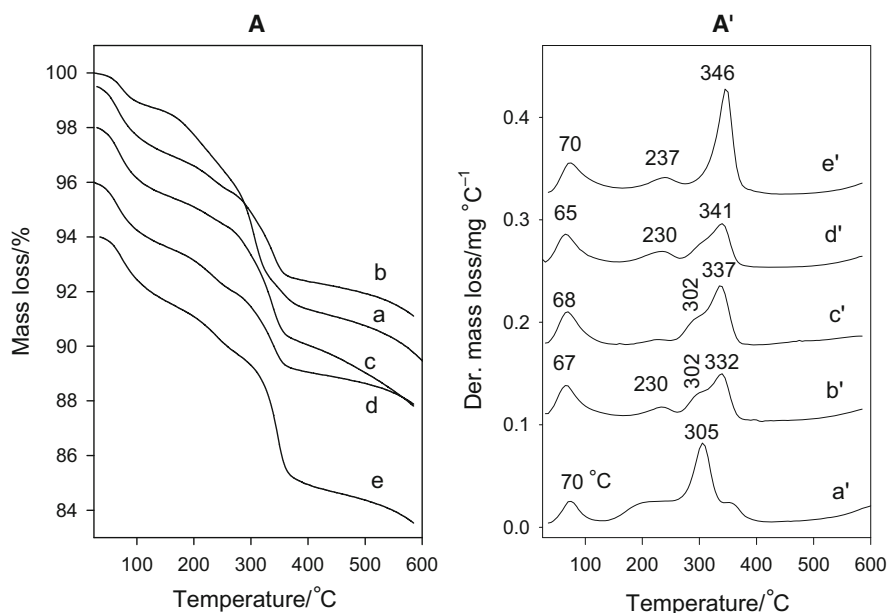 A
100
98
96
94
92
90
88
86
84
Mass loss/%
b
a
c
d
e
100 200 300 400 500 600
Temperature/°C
A'
0.4
0.3
0.2
0.1
0.0
Der. mass loss/mg °C⁻¹
346
70
237
e'
65
230
341
d'
68
302
337
c'
67
230
302
332
b'
70 °C
305
a'
100 200 300 400 500 600
Temperature/°C